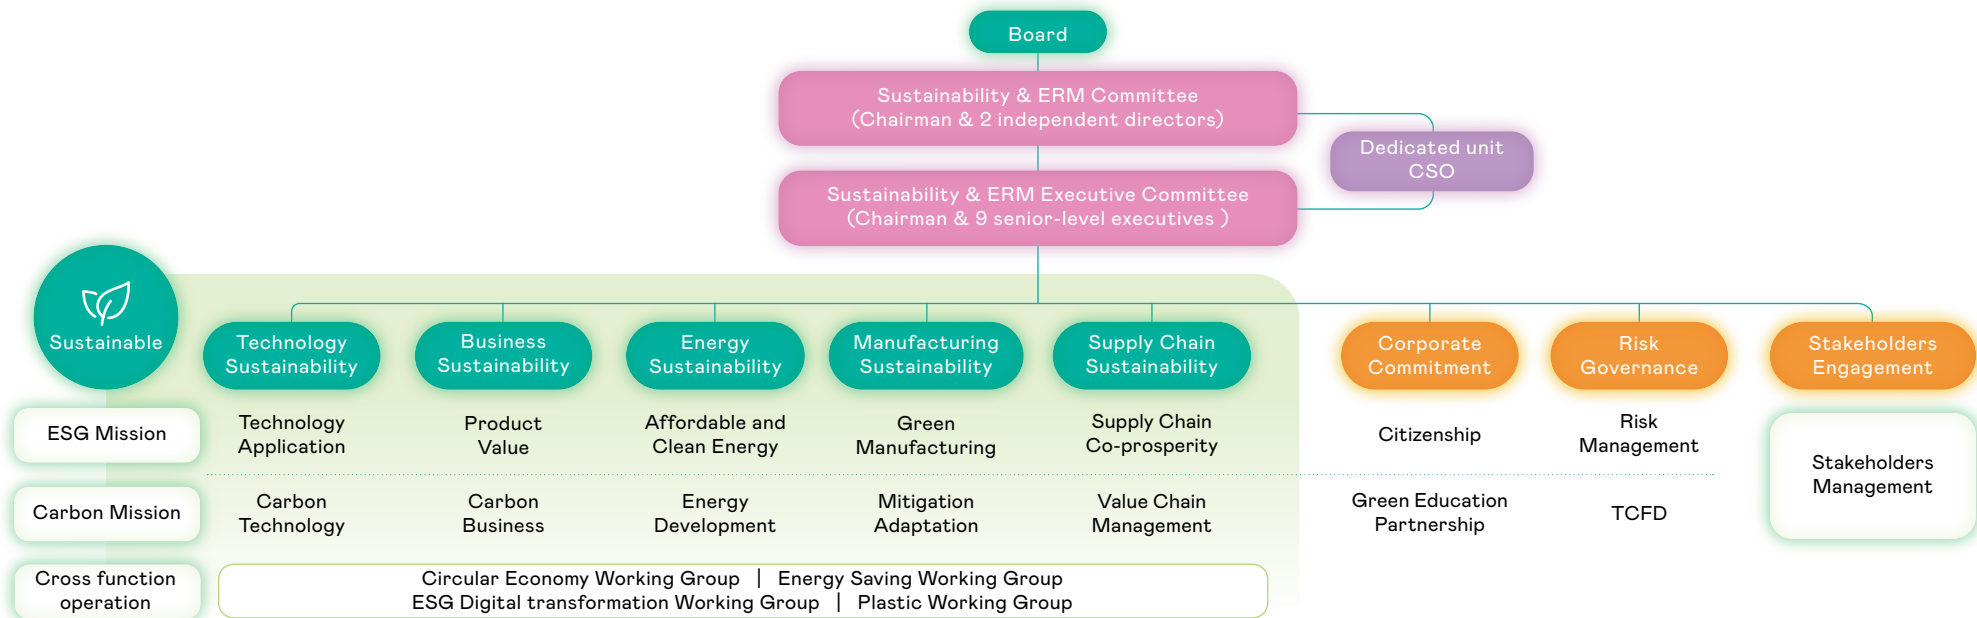 Board
Sustainability & ERM Committee
(Chairman & 2 independent directors)
Dedicated unit
CSO
Sustainability & ERM Executive Committee
(Chairman & 9 senior-level executives )
Sustainable
Technology
Sustainability
Business
Sustainability
Energy
Sustainability
Manufacturing
Sustainability
Supply Chain
Sustainability
Corporate
Commitment
Risk
Governance
Stakeholders
Engagement
ESG Mission
Technology
Application
Product
Value
Affordable and
Clean Energy
Green
Manufacturing
Supply Chain
Co-prosperity
Citizenship
Risk
Management
Stakeholders
Management
Carbon Mission
Carbon
Technology
Carbon
Business
Energy
Development
Mitigation
Adaptation
Value Chain
Management
Green Education
Partnership
TCFD
Cross function
operation
Circular Economy Working Group | Energy Saving Working Group
ESG Digital transformation Working Group | Plastic Working Group